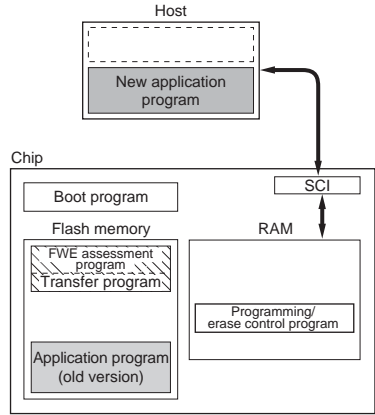 Host
New application
program
Chip
SCI
Boot program
Flash memory
RAM
FWE assessment
program
Transfer program
Programming/
erase control program
Application program
(old version)